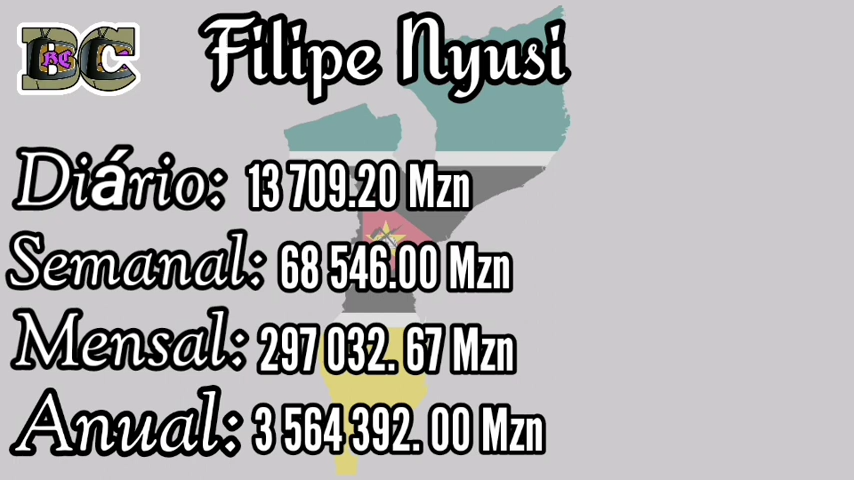 BC
Filipe Nyusi
Diário: 13 709.20 Mzn
Semanal: 68 546.00 Mzn
Mensal: 297 032. 67 Mzn
Anual: 3 564 392. 00 Mzn